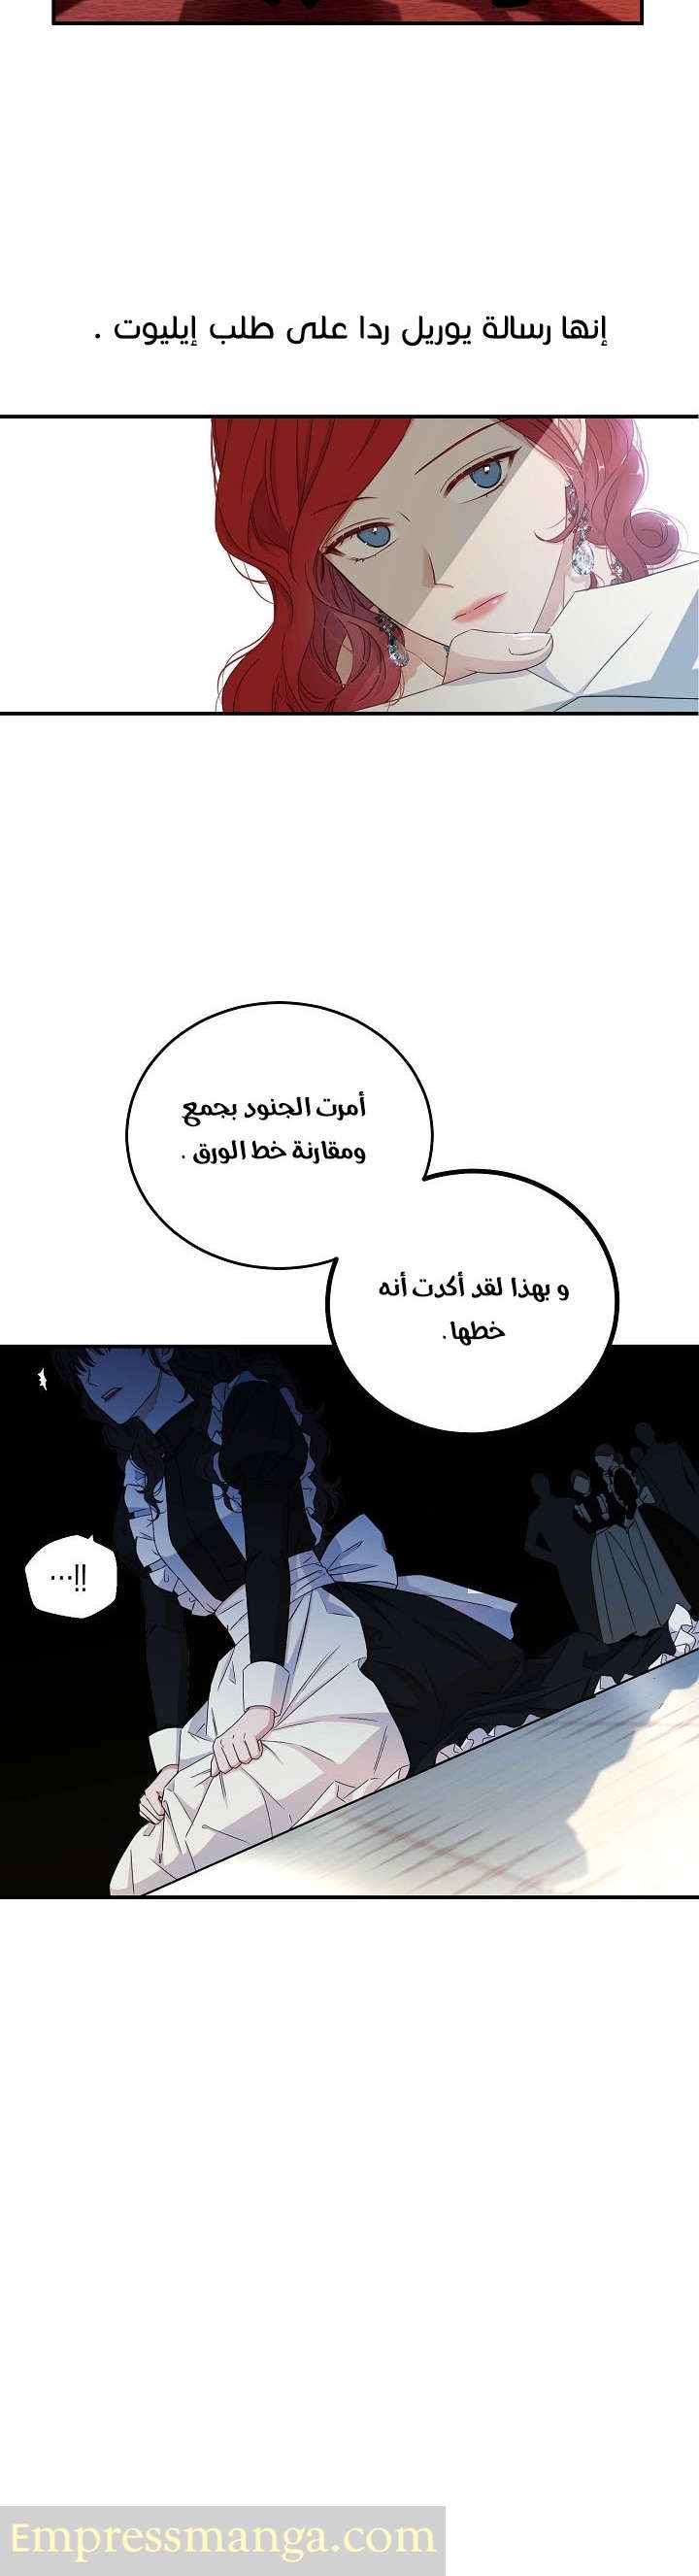 إنها رسالة يوريل ردا على طلب إيليوت .
أمرت الجنود بجمع
ومقارنة خط الورق .
و بهذا لقد أكدت أنه
خطها.
...!!
Empressmanga.com